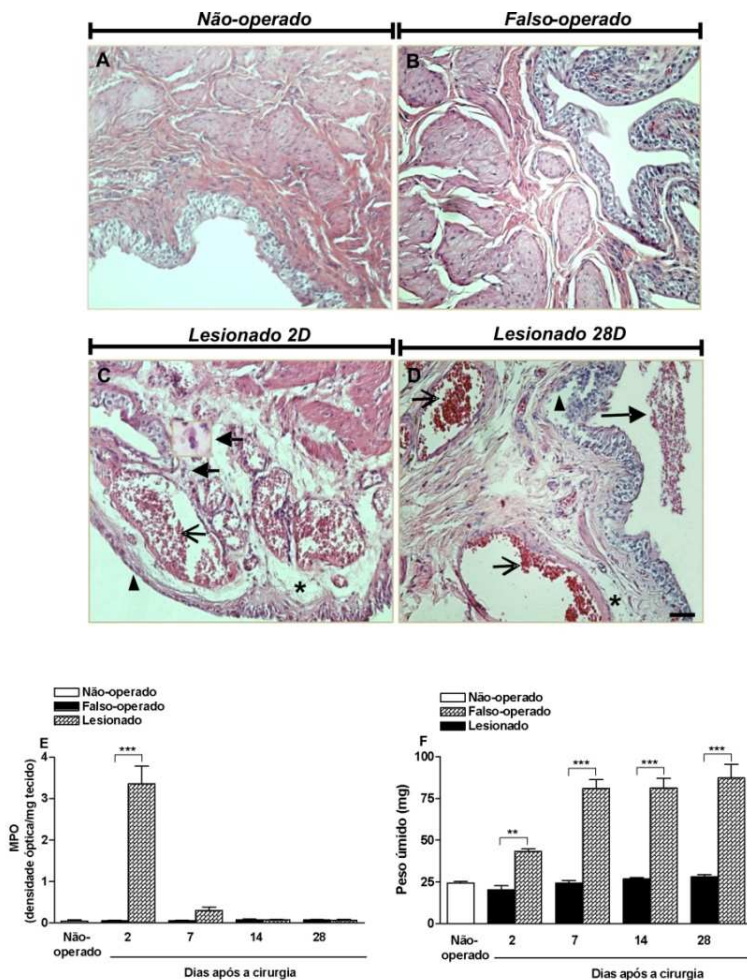 Não-operado
Falso-operado
A
B
Lesionado 2D
Lesionado 28D
C
D
*
*
Não-operado
Falso-operado
Lesionado
E
MPO
(densidade óptica/mg tecido)
4
3
2
1
0
***
Não-
operado
2
7
14
28
Dias após a cirurgia
Não-operado
Falso-operado
Lesionado
F
Peso úmido (mg)
100
75
50
25
0
**
***
***
***
Não-
operado
2
7
14
28
Dias após a cirurgia